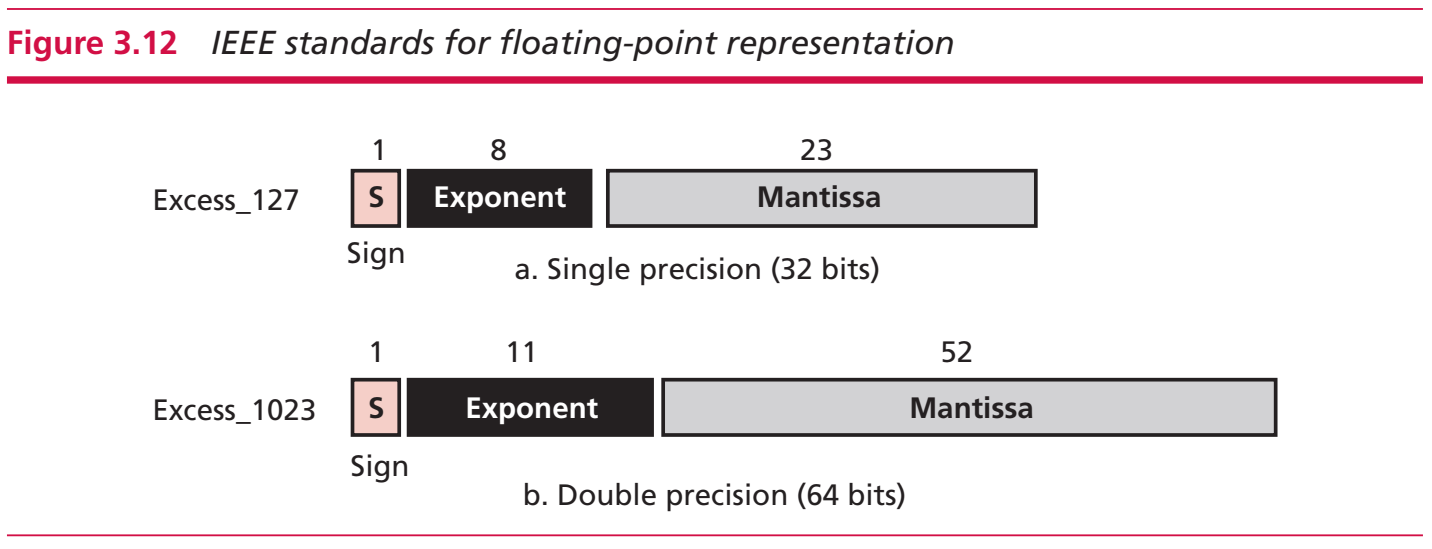 Figure 3.12 IEEE standards for floating-point representation
1 8 23
Excess_127 S Exponent Mantissa
Sign
a. Single precision (32 bits)
1 11 52
Excess_1023 S Exponent Mantissa
Sign
b. Double precision (64 bits)